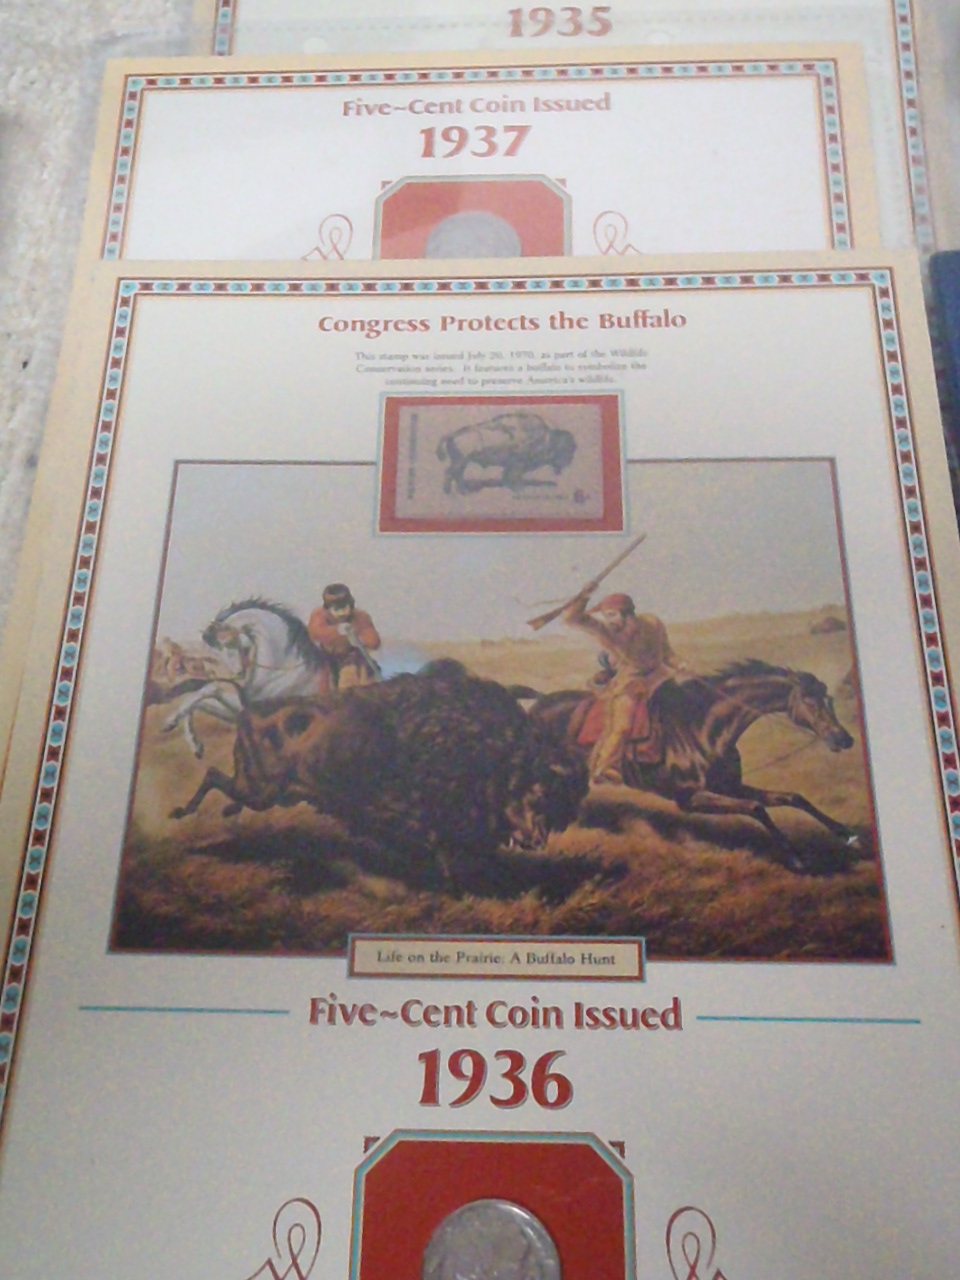 1935
Five~Cent Coin Issued
1937
Congress Protects the Buffalo
This stamp was issued July 20, 1970, as part of the Wildlife
Conservation series. It features a buffalo to symbolize the
continuing need to preserve America's wildlife.
6¢
Life on the Prairie: A Buffalo Hunt
Five~Cent Coin Issued
1936